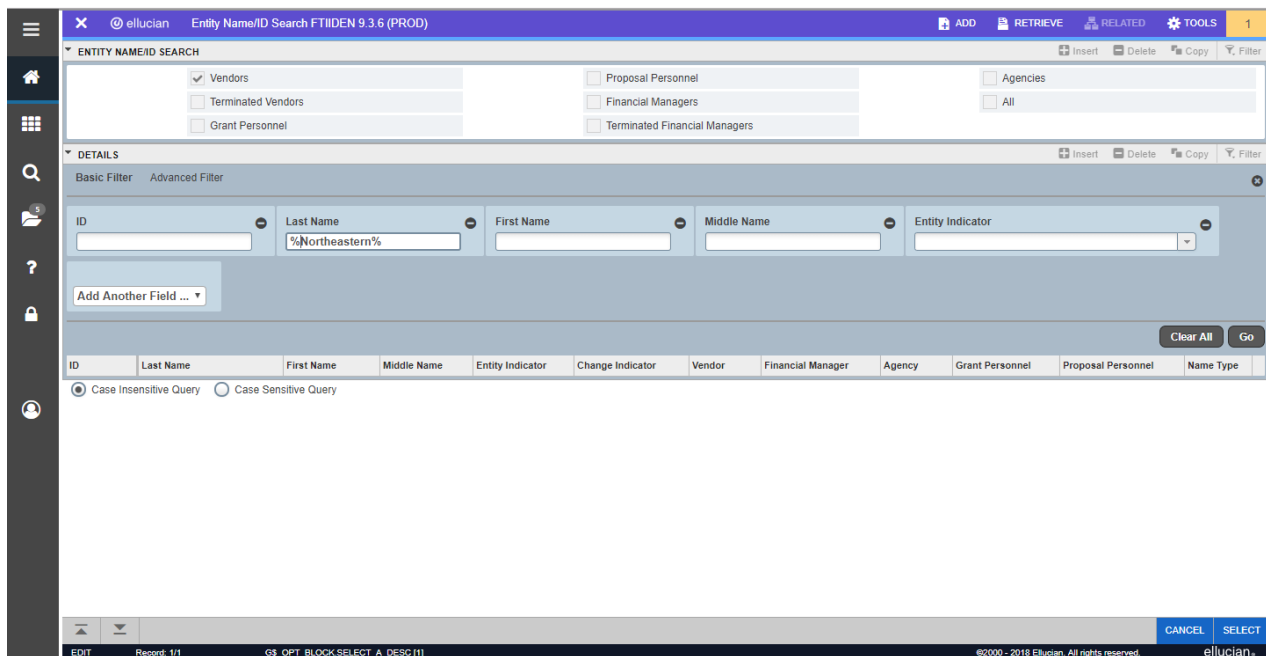 ellucian Entity Name/ID Search FTIIDEN 9.3.6 (PROD) ADD RETRIEVE RELATED TOOLS 1
ENTITY NAME/ID SEARCH Insert Delete Copy Filter
Vendors Proposal Personnel Agencies
Terminated Vendors Financial Managers All
Grant Personnel Terminated Financial Managers
DETAILS Insert Delete Copy Filter
Basic Filter Advanced Filter
5
ID Last Name First Name Middle Name Entity Indicator
%Northeastern%
?
Add Another Field ...
Clear All Go
ID Last Name First Name Middle Name Entity Indicator Change Indicator Vendor Financial Manager Agency Grant Personnel Proposal Personnel Name Type
Case Insensitive Query Case Sensitive Query
CANCEL SELECT
EDIT Record: 1/1 G$_OPT_BLOCK.SELECT_A_DESC [1] ©2000 - 2018 Ellucian. All rights reserved. ellucian